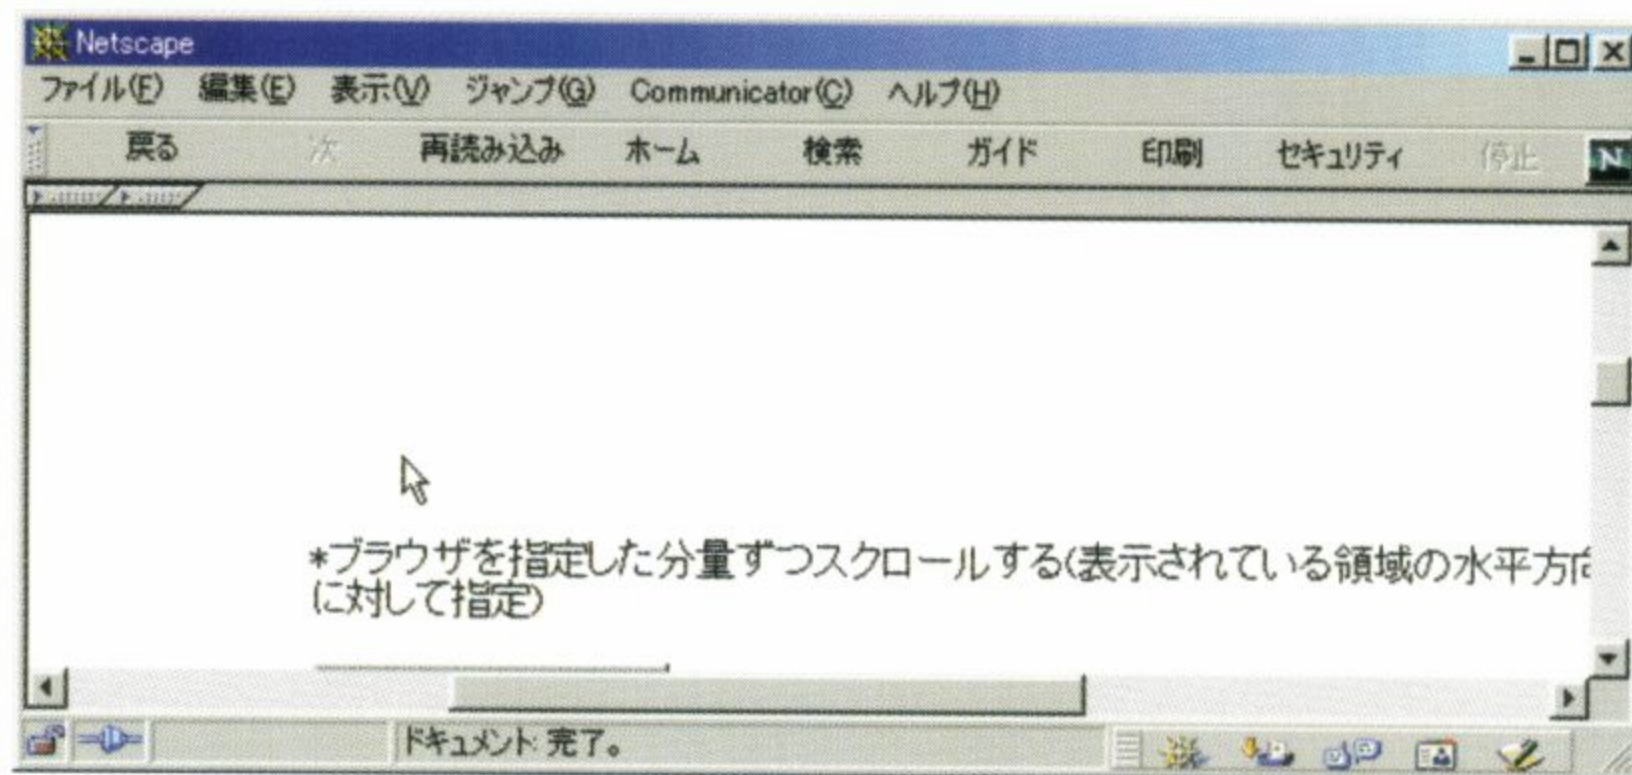 Netscape
ファイル(F) 編集(E) 表示(V) ジャンプ(G) Communicator(C) ヘルプ(H)
戻る 次 再読み込み ホーム 検索 ガイド 印刷 セキュリティ 停止 N
*ブラウザを指定した分量ずつスクロールする(表示されている領域の水平方向
に対して指定)
ドキュメント: 完了。